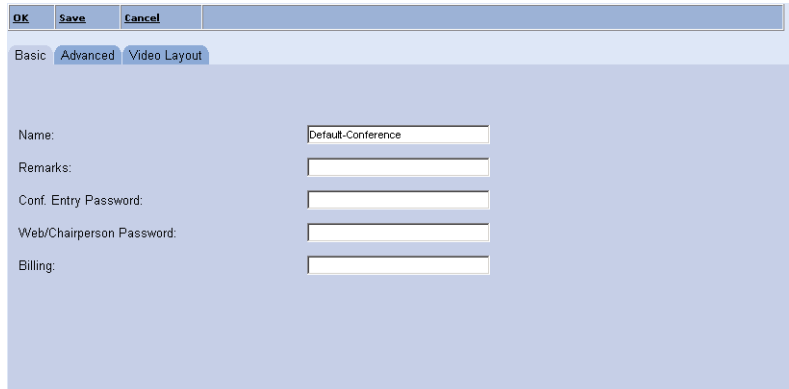 OK Save Cancel
Basic Advanced Video Layout
Name: Default-Conference
Remarks:
Conf. Entry Password:
Web/Chairperson Password:
Billing: